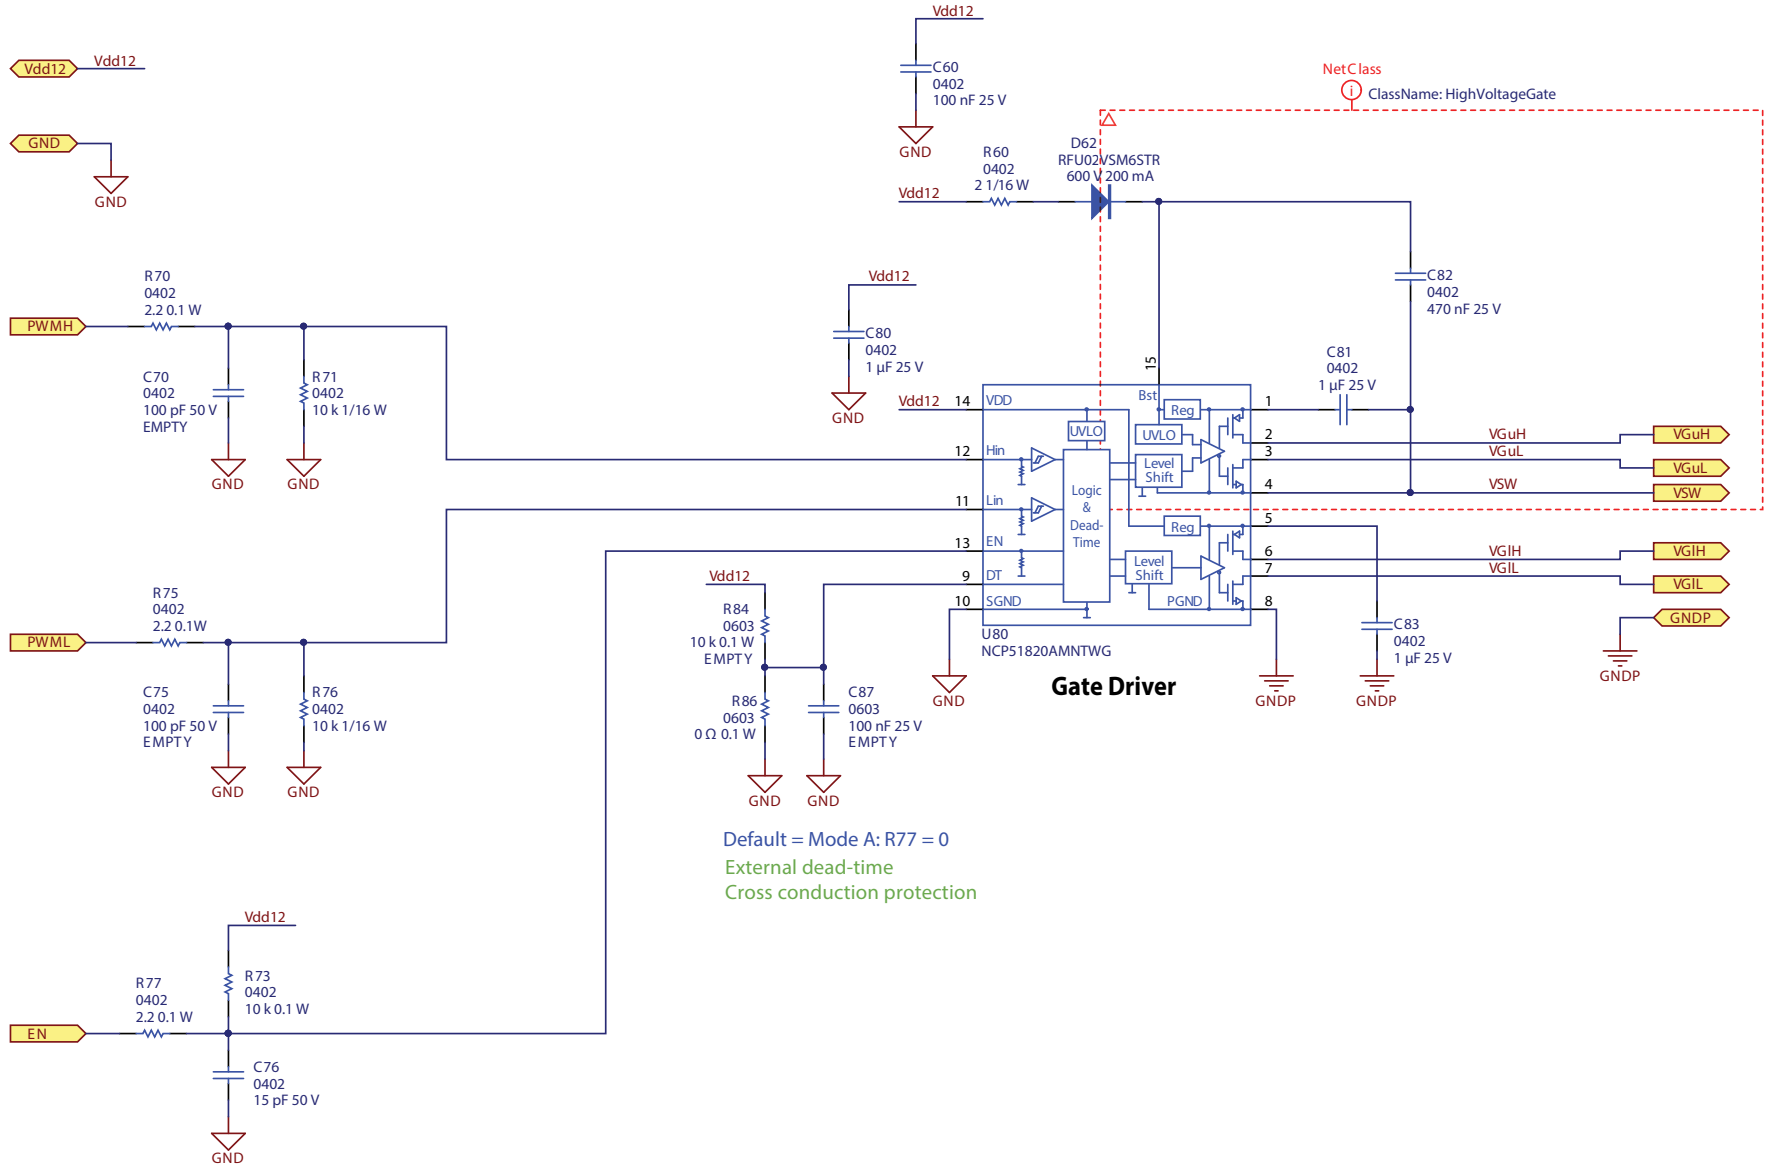 Vdd12
Vdd12
Vdd12
GND
GND
C60
0402
100 nF 25 V
GND
NetClass
i
ClassName: HighVoltageGate
R60
0402
2 1/16 W
Vdd12
D62
RFU02VSM6STR
600 V 200 mA
C82
0402
470 nF 25 V
R70
0402
2.2 0.1 W
PWMH
C70
0402
100 pF 50 V
EMPTY
GND
R71
0402
10 k 1/16 W
GND
Vdd12
C80
0402
1 µF 25 V
GND
C81
0402
1 µF 25 V
15
Vdd12
14
VDD
Bst
Reg
1
UVLO
UVLO
2
VGuH
VGuH
12
Hin
3
VGuL
VGuL
Level
Shift
4
VSW
VSW
11
Lin
Logic
&
Dead-
Time
Reg
5
13
EN
6
VGlH
VGlH
Level
Shift
7
VGlL
VGlL
9
DT
10
SGND
PGND
8
U80
NCP51820AMNTWG
Gate Driver
GND
GNDP
C83
0402
1 µF 25 V
GNDP
GNDP
GNDP
R75
0402
2.2 0.1W
PWML
C75
0402
100 pF 50 V
EMPTY
GND
R76
0402
10 k 1/16 W
GND
Vdd12
R84
0603
10 k 0.1 W
EMPTY
R86
0603
0 Ω 0.1 W
GND
C87
0603
100 nF 25 V
EMPTY
GND
Default = Mode A: R77 = 0
External dead-time
Cross conduction protection
Vdd12
R73
0402
10 k 0.1 W
R77
0402
2.2 0.1 W
EN
C76
0402
15 pF 50 V
GND